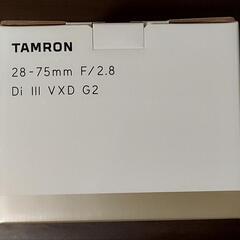 TAMRON
28-75mm F/2.8
Di III VXD G2